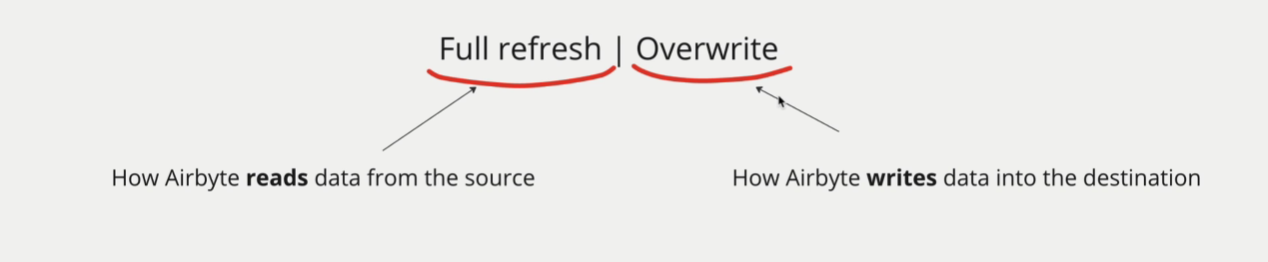 Full refresh | Overwrite
How Airbyte reads data from the source
How Airbyte writes data into the destination